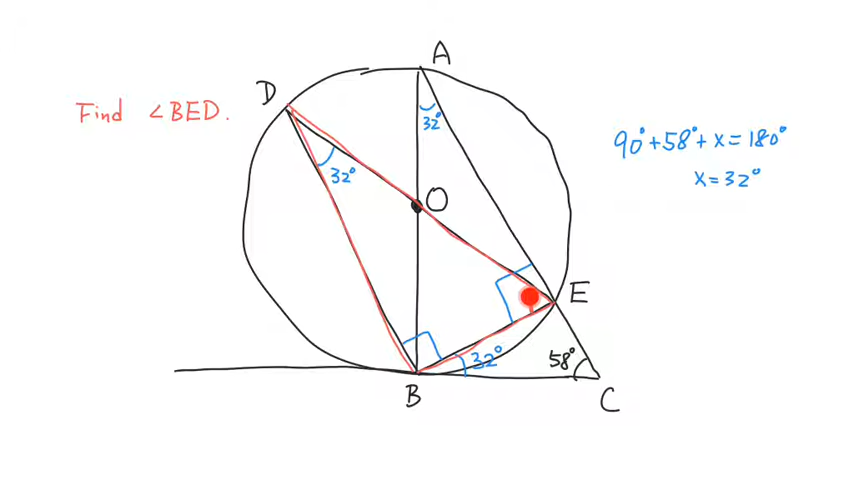 A
D
Find ∠BED.
32°
90° + 58° + x = 180°
32°
x = 32°
O
E
32°
58°
B
C